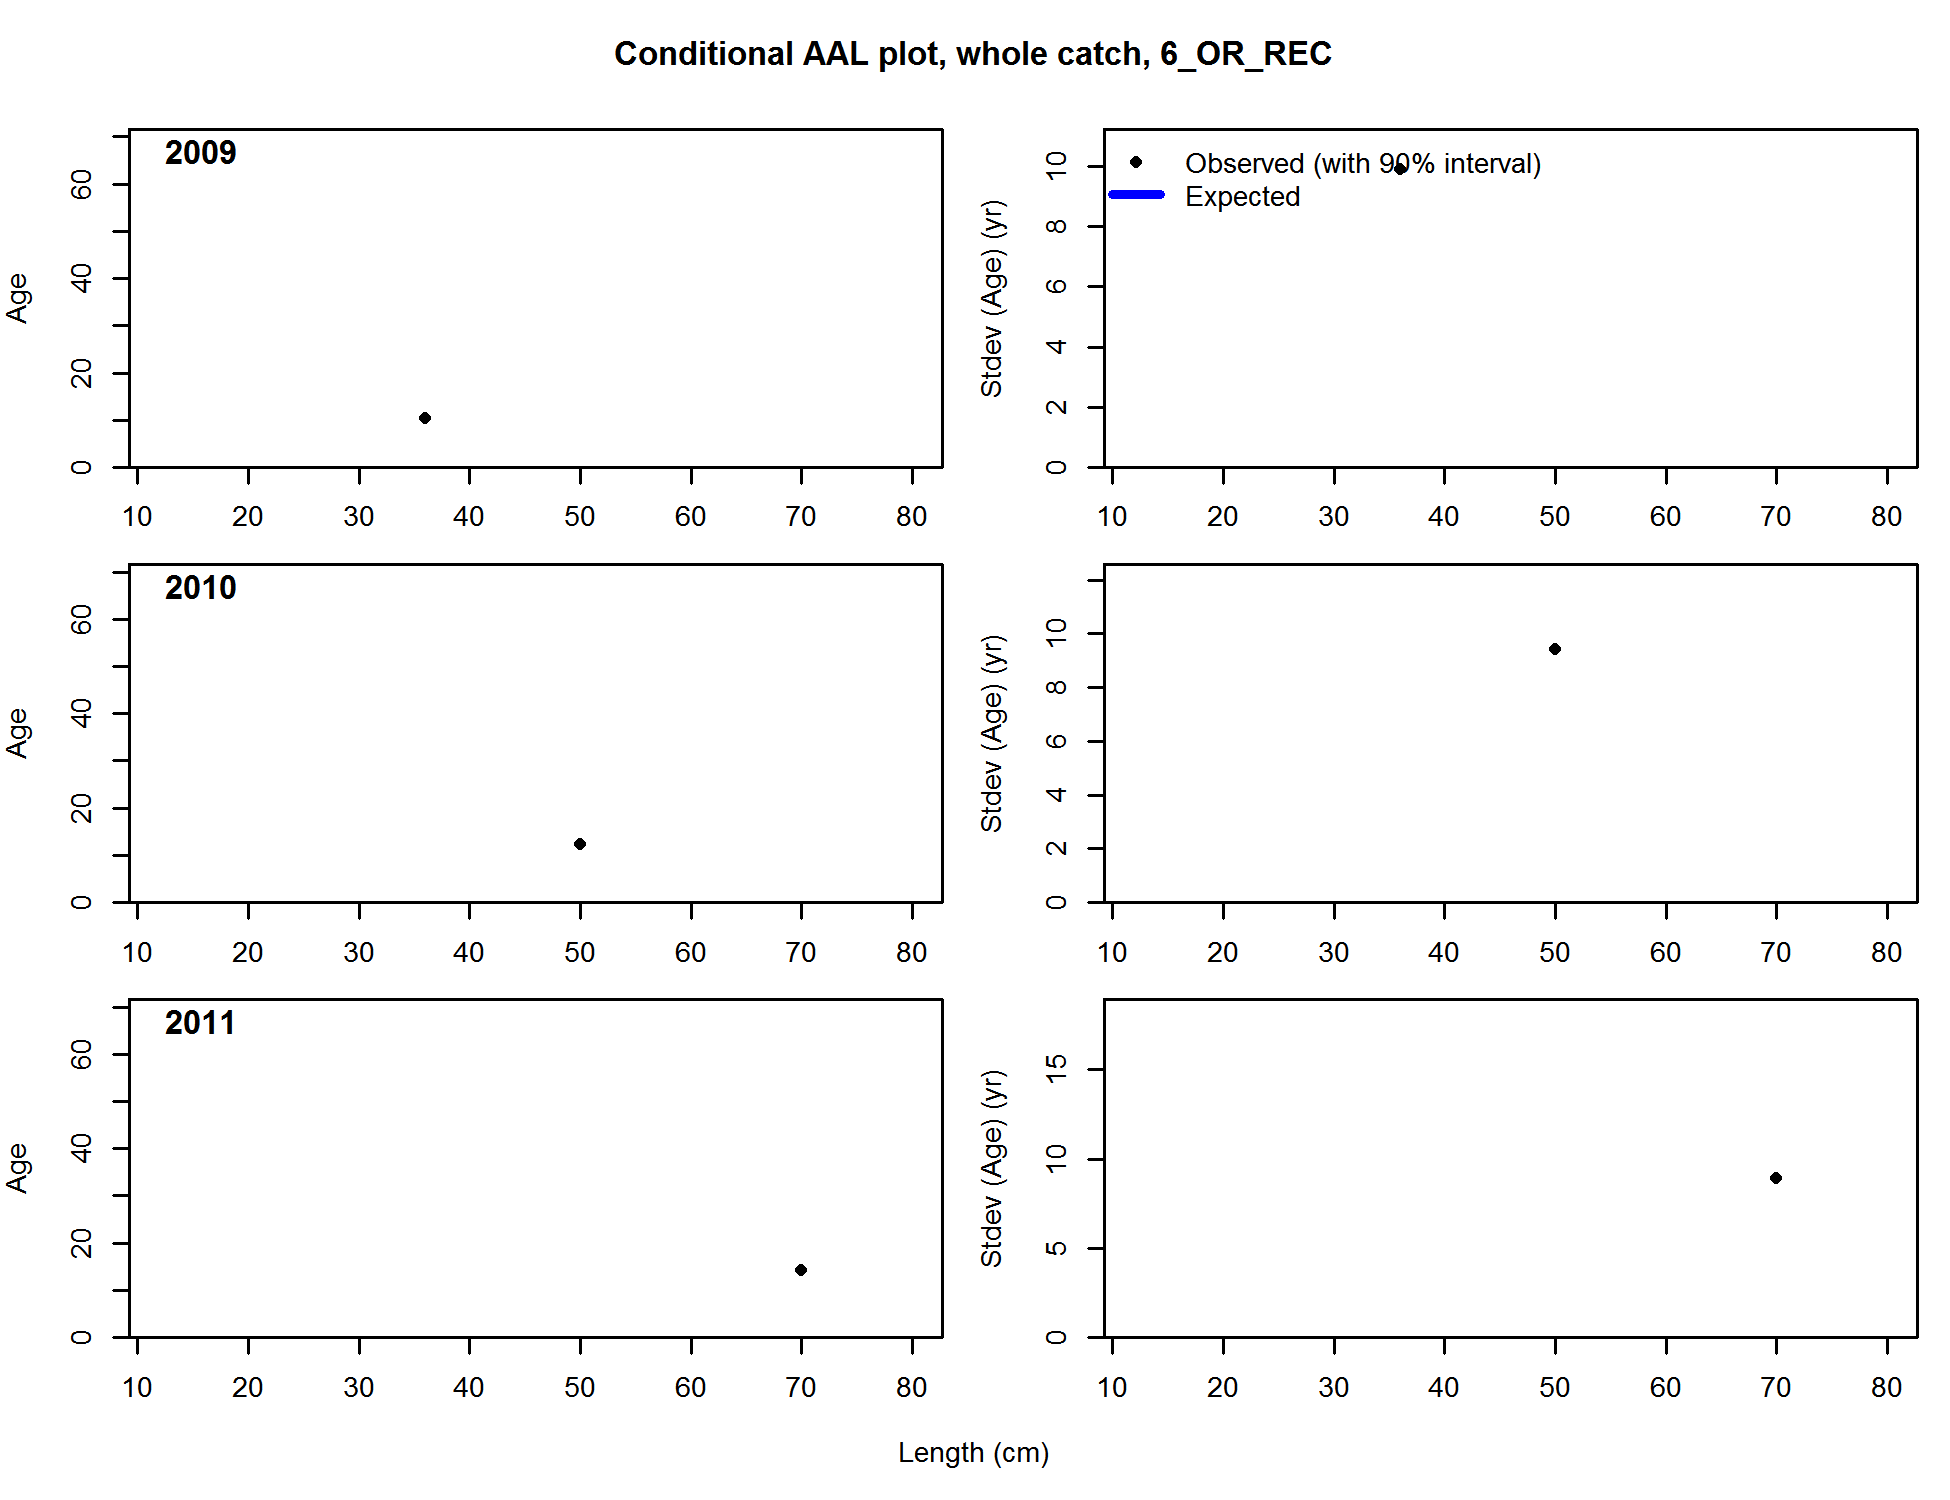 Conditional AAL plot, whole catch, 6_OR_REC
2009
Age
0 20 40 60
10 20 30 40 50 60 70 80
Observed (with 90% interval)
Expected
Stdev (Age) (yr)
0 2 4 6 8 10
10 20 30 40 50 60 70 80
2010
Age
0 20 40 60
10 20 30 40 50 60 70 80
Stdev (Age) (yr)
0 2 4 6 8 10
10 20 30 40 50 60 70 80
2011
Age
0 20 40 60
10 20 30 40 50 60 70 80
Stdev (Age) (yr)
0 5 10 15
10 20 30 40 50 60 70 80
Length (cm)